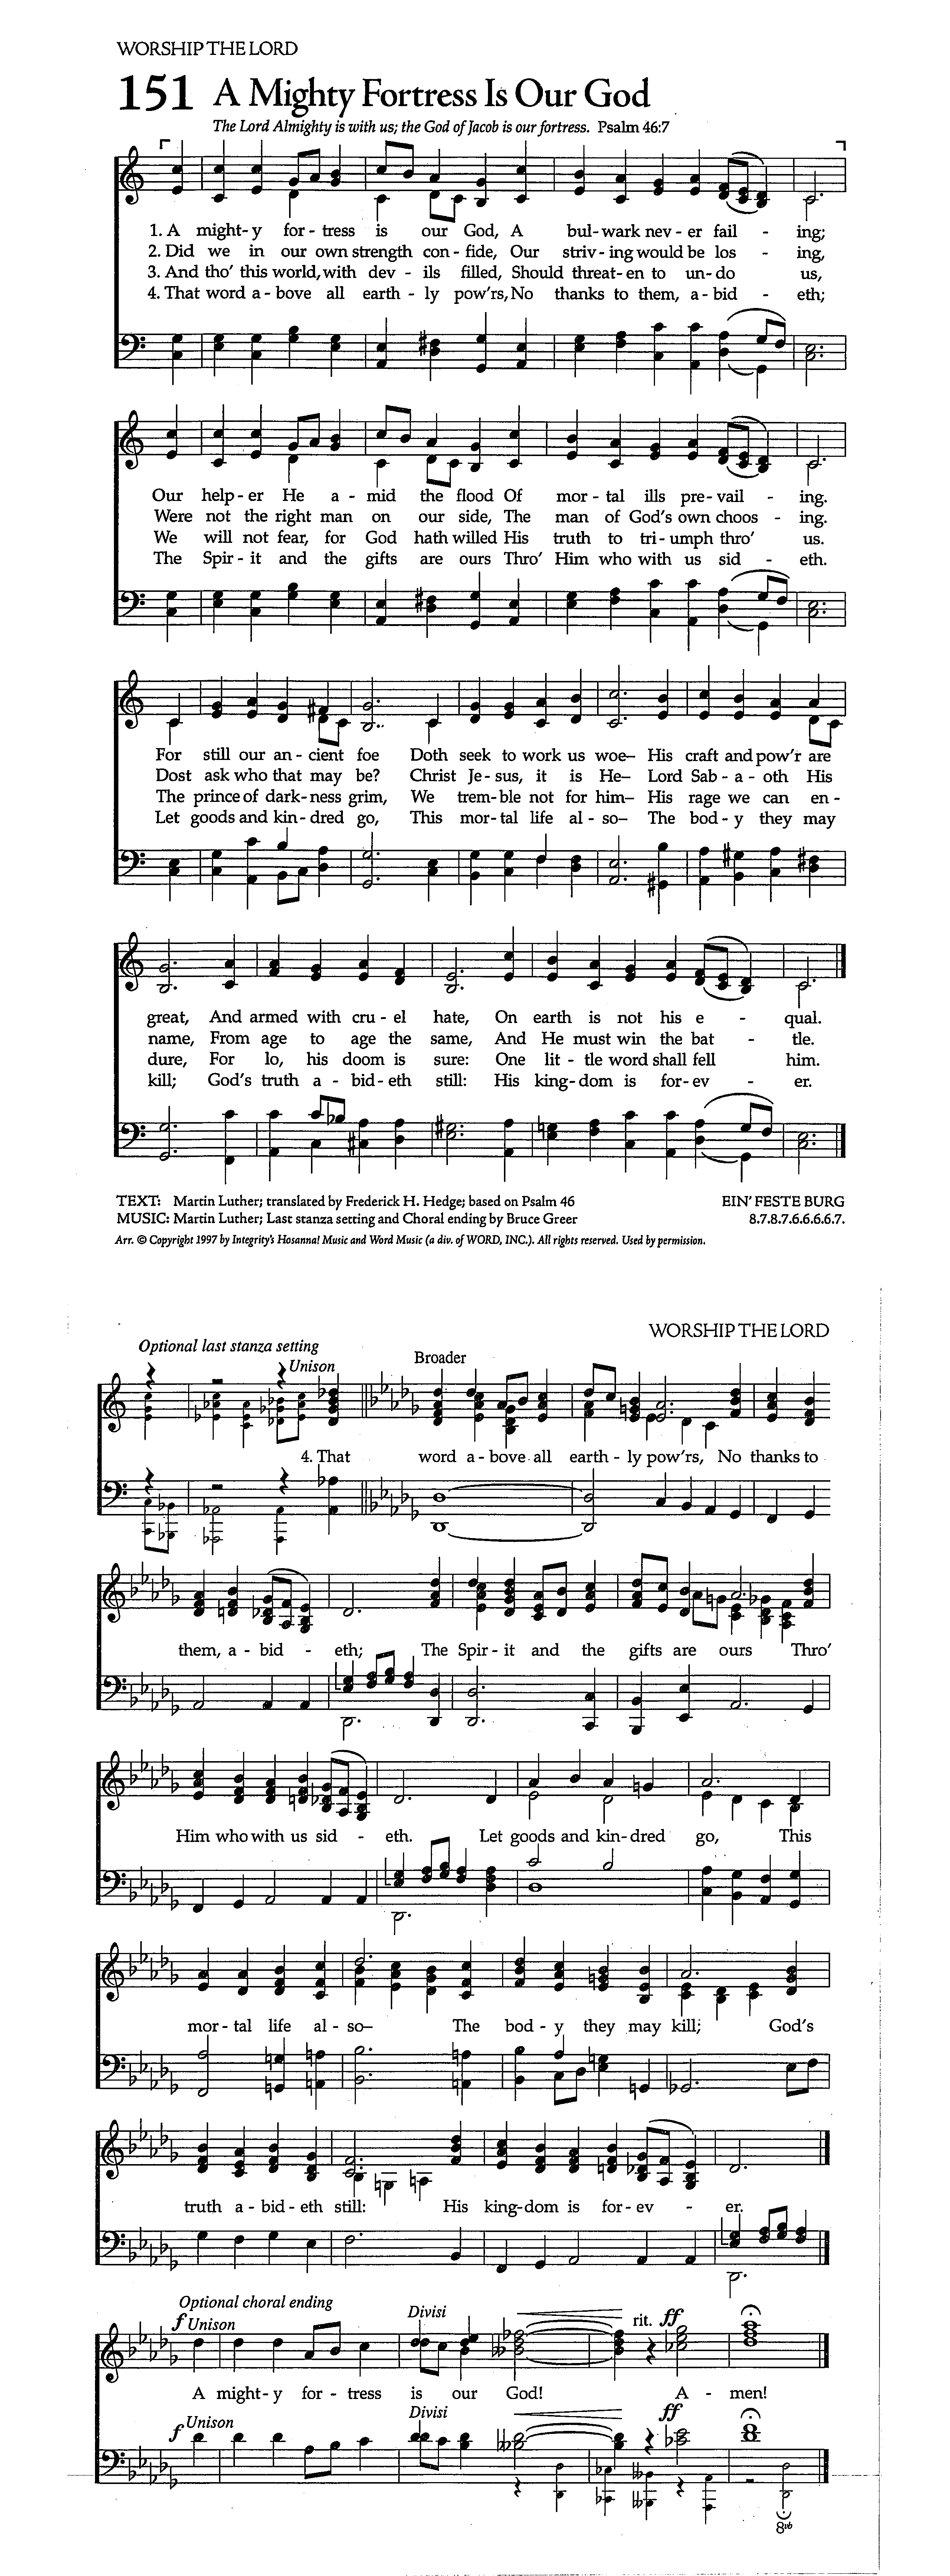 WORSHIP THE LORD
151 A Mighty Fortress Is Our God
The Lord Almighty is with us; the God of Jacob is our fortress. Psalm 46:7
1. A might-y for-tress is our God, A bul-wark nev-er fail - ing;
2. Did we in our own strength con-fide, Our striv-ing would be los - ing,
3. And tho' this world, with dev - ils filled, Should threat-en to un-do us,
4. That word a-bove all earth-ly pow'rs, No thanks to them, a-bid - eth;
Our help-er He a-mid the flood Of mor-tal ills pre-vail - ing.
Were not the right man on our side, The man of God's own choos - ing.
We will not fear, for God hath willed His truth to tri-umph thro' us.
The Spir-it and the gifts are ours Thro' Him who with us sid - eth.
For still our an-cient foe Doth seek to work us woe– His craft and pow'r are
Dost ask who that may be? Christ Je-sus, it is He– Lord Sab-a-oth His
The prince of dark-ness grim, We trem-ble not for him– His rage we can en-
Let goods and kin-dred go, This mor-tal life al-so– The bod-y they may
great, And armed with cru-el hate, On earth is not his e - qual.
name, From age to age the same, And He must win the bat - tle.
dure, For lo, his doom is sure: One lit-tle word shall fell him.
kill; God's truth a-bid-eth still: His king-dom is for-ev - er.
TEXT: Martin Luther; translated by Frederick H. Hedge; based on Psalm 46 EIN' FESTE BURG
MUSIC: Martin Luther; Last stanza setting and Choral ending by Bruce Greer 8.7.8.7.6.6.6.6.7.
Arr. © Copyright 1997 by Integrity's Hosanna! Music and Word Music (a div. of WORD, INC.). All rights reserved. Used by permission.
WORSHIP THE LORD
Optional last stanza setting
Unison
Broader
4. That word a-bove all earth-ly pow'rs, No thanks to
them, a-bid - eth; The Spir-it and the gifts are ours Thro'
Him who with us sid - eth. Let goods and kin-dred go, This
mor-tal life al-so– The bod-y they may kill; God's
truth a-bid-eth still: His king-dom is for-ev - er.
Optional choral ending
f Unison
Divisi
rit. ff
A might-y for-tress is our God! A - men!
f Unison
Divisi
ff
8vb